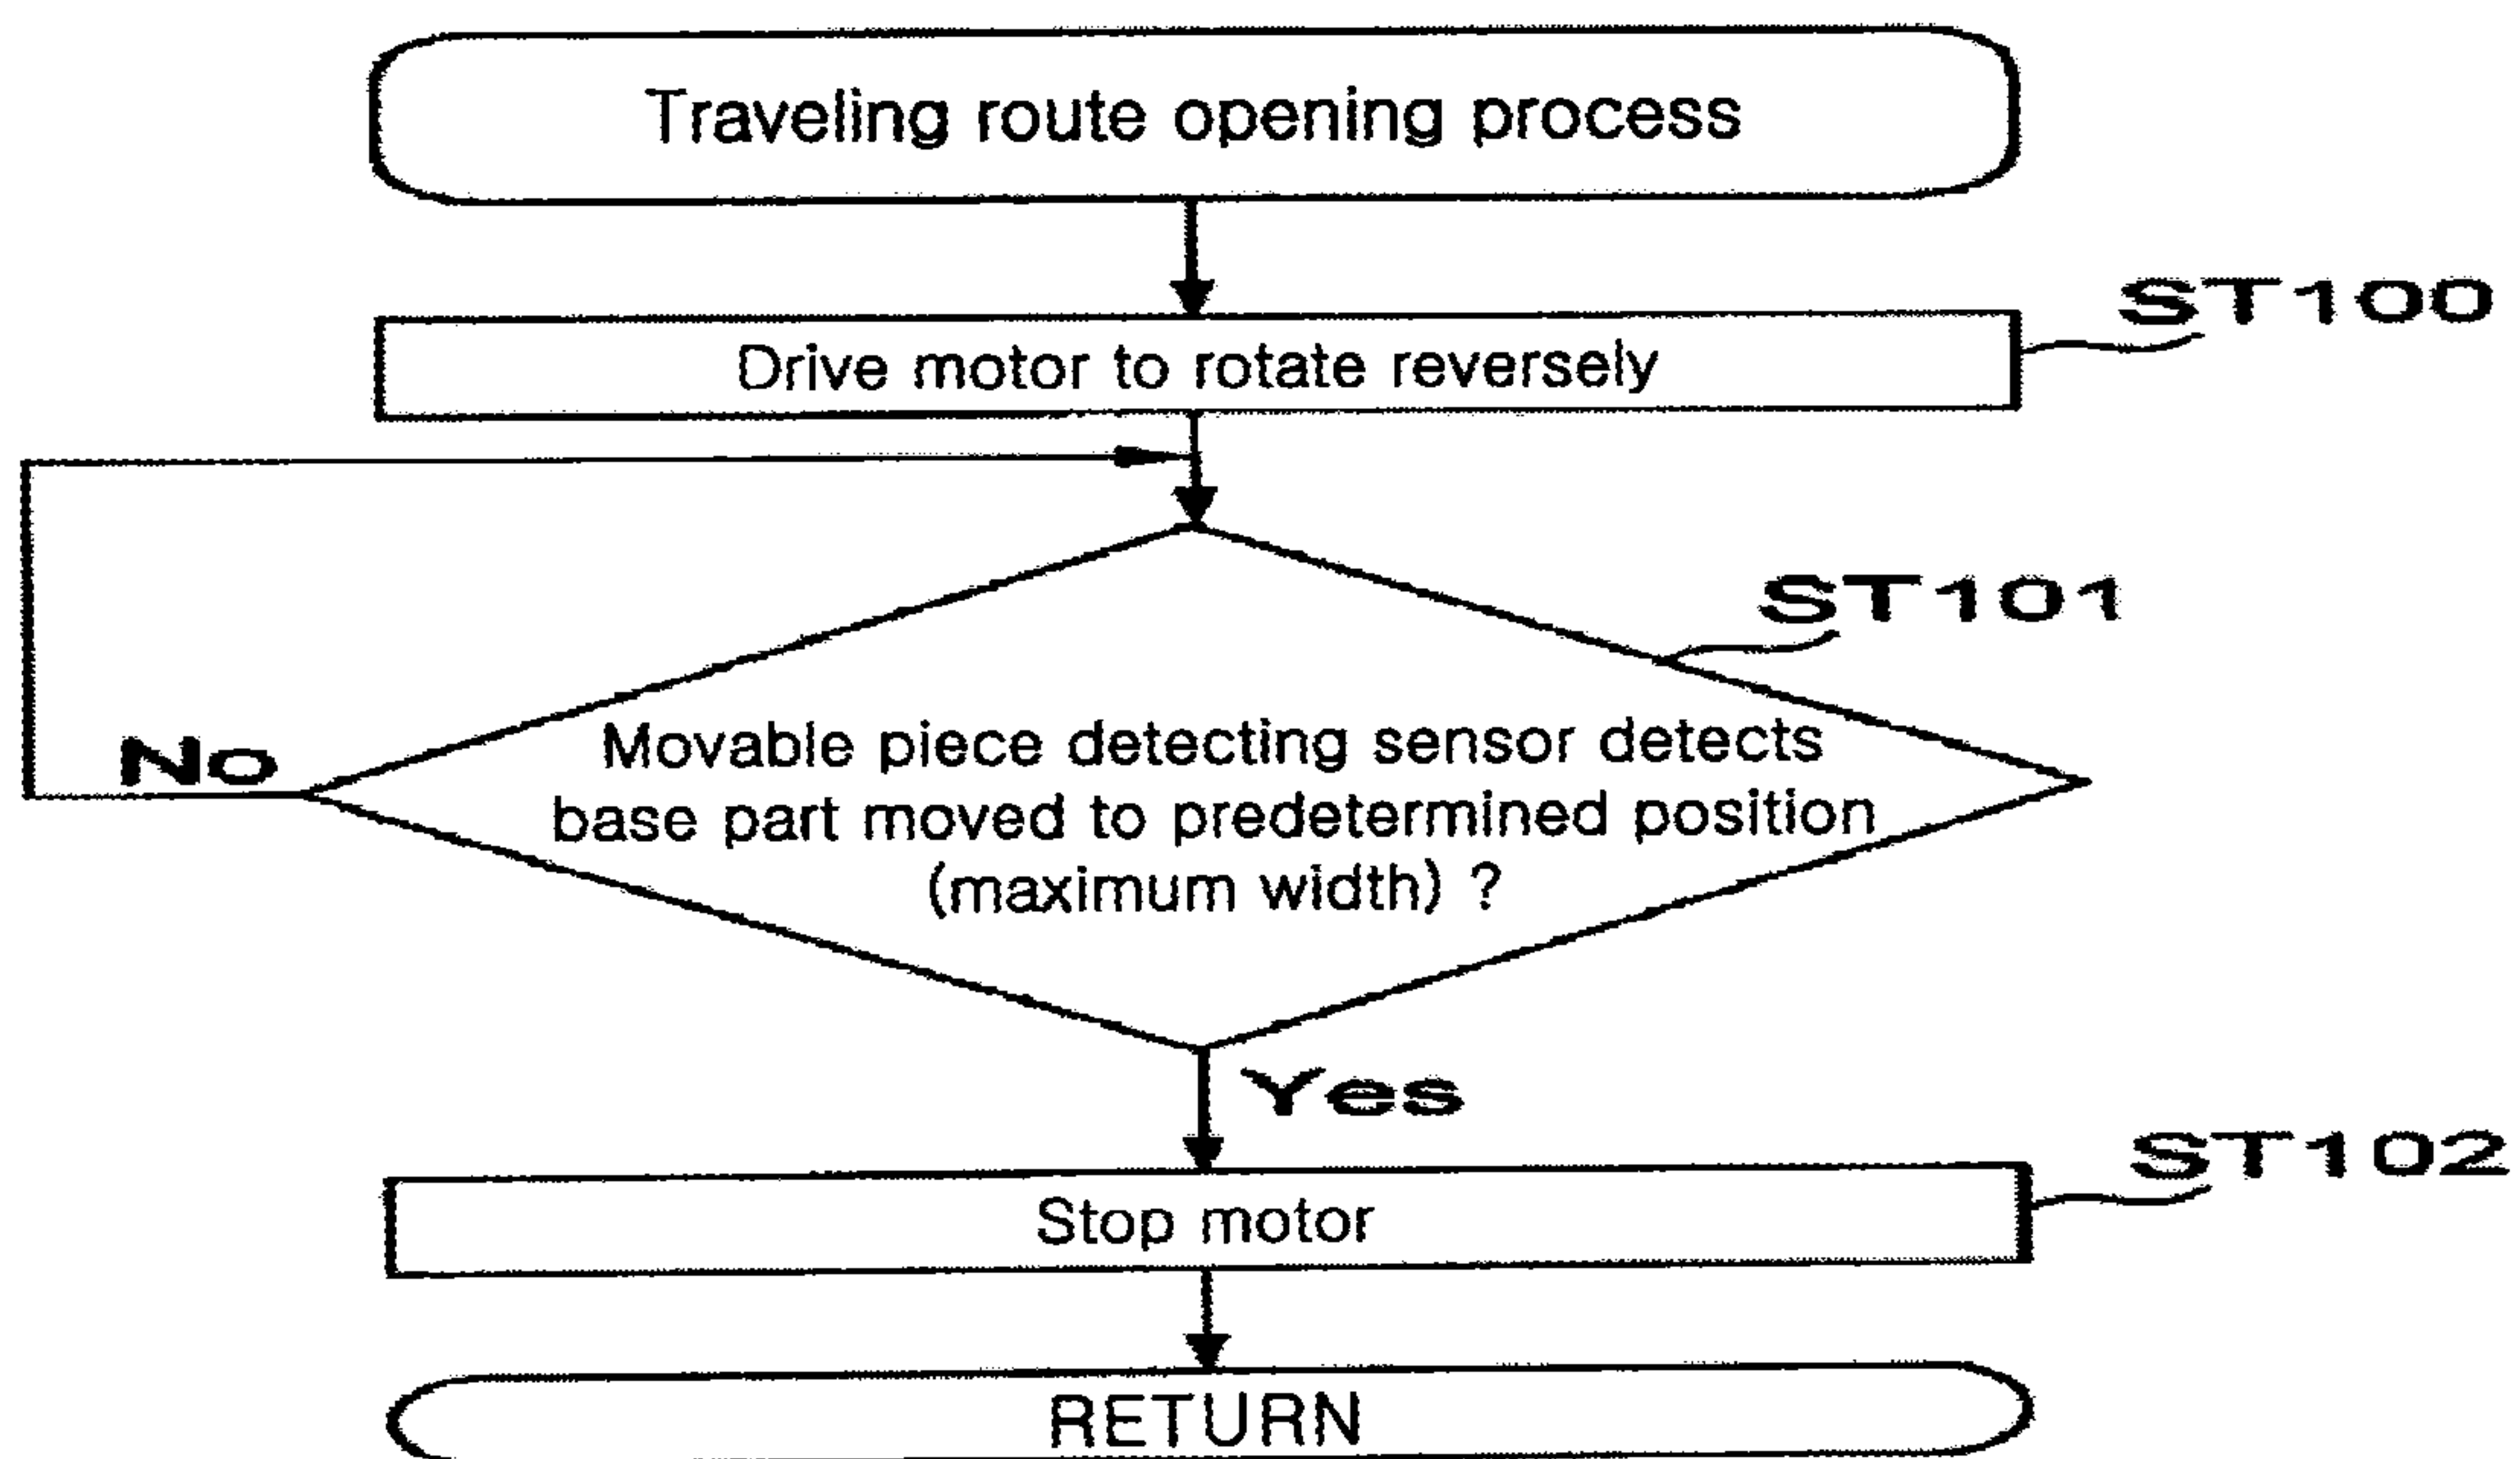 Traveling route opening process
ST100
Drive motor to rotate reversely
ST101
No
Movable piece detecting sensor detects
base part moved to predetermined position
(maximum width) ?
Yes
ST102
Stop motor
RETURN